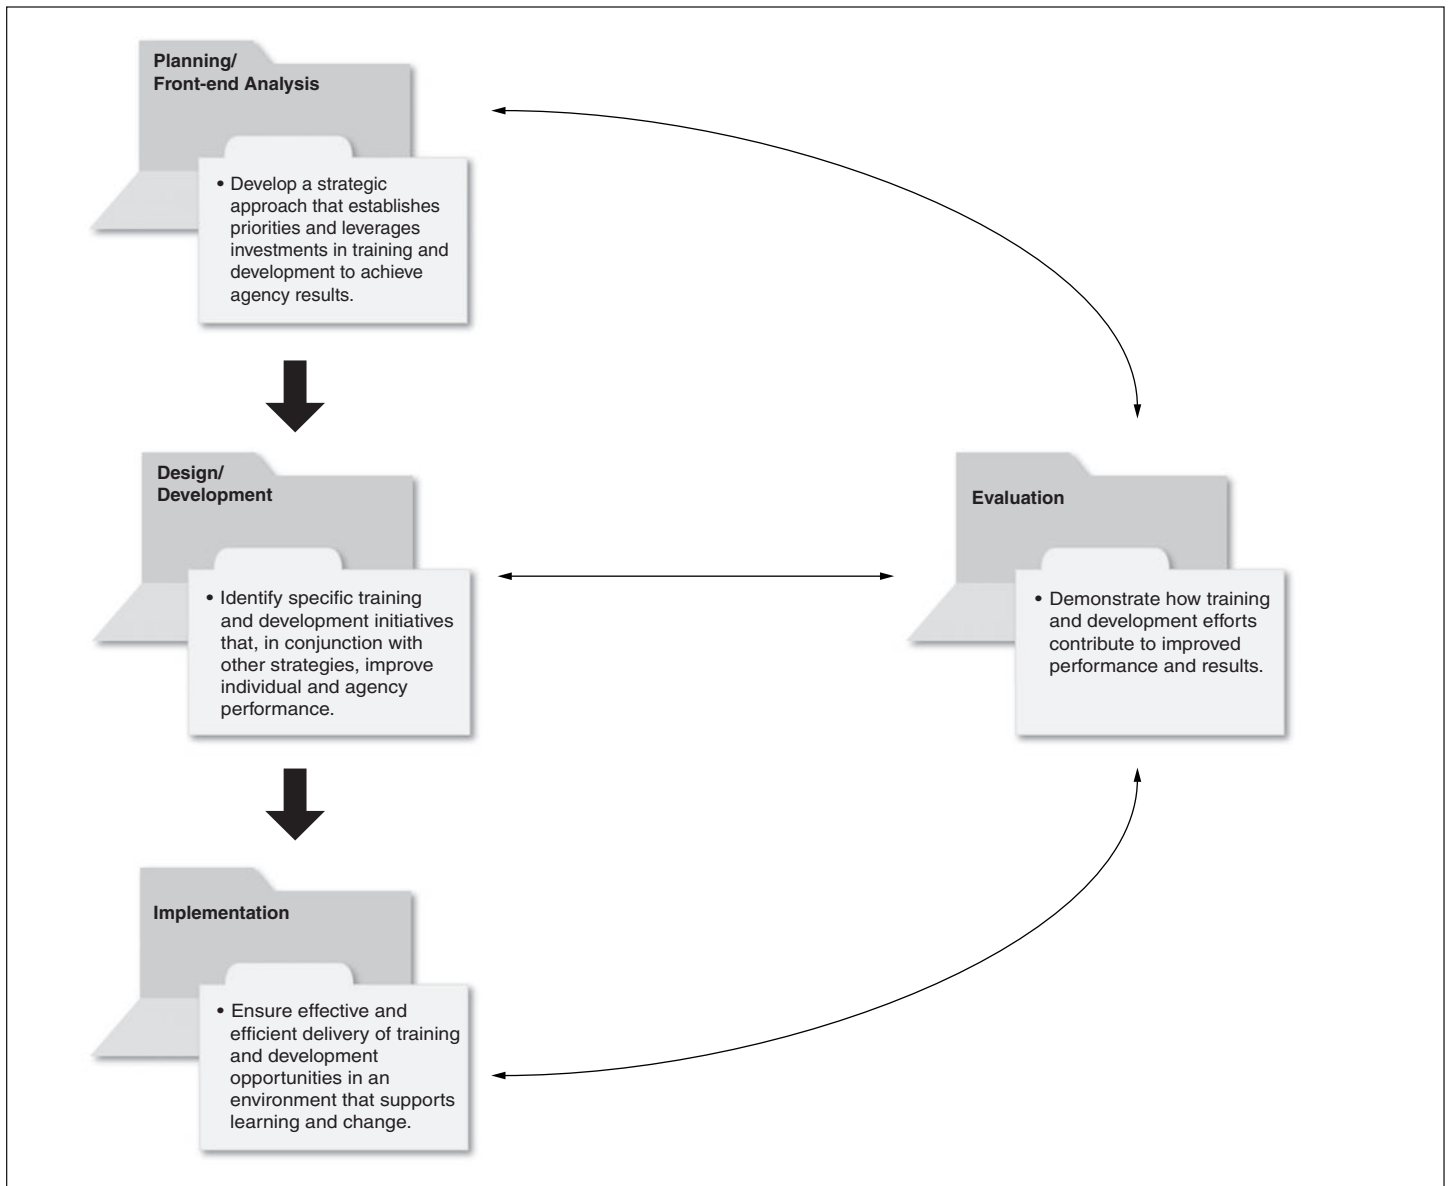 Planning/
Front-end Analysis
• Develop a strategic
approach that establishes
priorities and leverages
investments in training and
development to achieve
agency results.
Design/
Development
• Identify specific training
and development initiatives
that, in conjunction with
other strategies, improve
individual and agency
performance.
Evaluation
• Demonstrate how training
and development efforts
contribute to improved
performance and results.
Implementation
• Ensure effective and
efficient delivery of training
and development
opportunities in an
environment that supports
learning and change.